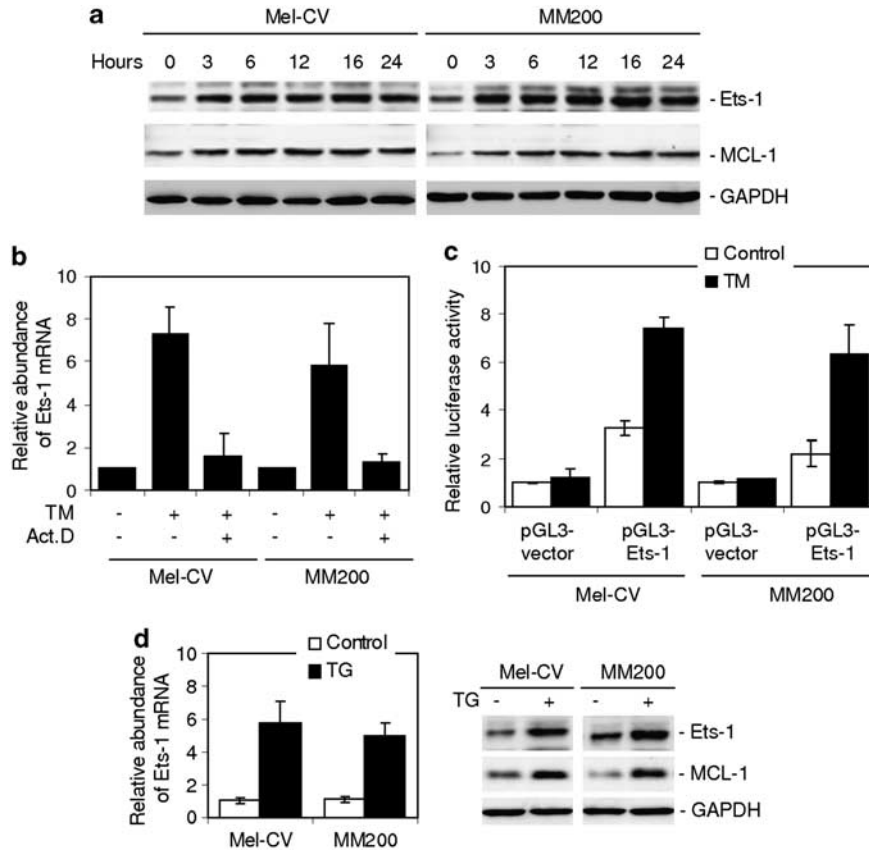 a
Mel-CV MM200
Hours 0 3 6 12 16 24 0 3 6 12 16 24
- Ets-1
- MCL-1
- GAPDH
b
Relative abundance
of Ets-1 mRNA
10
8
6
4
2
0
TM - + + - + +
Act.D - - + - - +
Mel-CV MM200
c
Control
TM
Relative luciferase activity
10
8
6
4
2
0
pGL3- pGL3- pGL3- pGL3-
vector Ets-1 vector Ets-1
Mel-CV MM200
d
Control
TG
Relative abundance
of Ets-1 mRNA
10
8
6
4
2
0
Mel-CV MM200
Mel-CV MM200
TG - + - +
- Ets-1
- MCL-1
- GAPDH